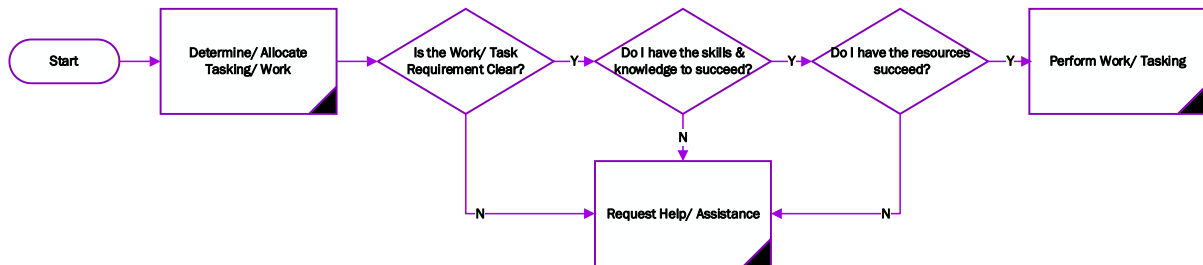 Start
Determine/ Allocate
Tasking/ Work
Is the Work/ Task
Requirement Clear?
Y
Do I have the skills &
knowledge to succeed?
Y
Do I have the resources
succeed?
Y
Perform Work/ Tasking
N
N
Request Help/ Assistance
N